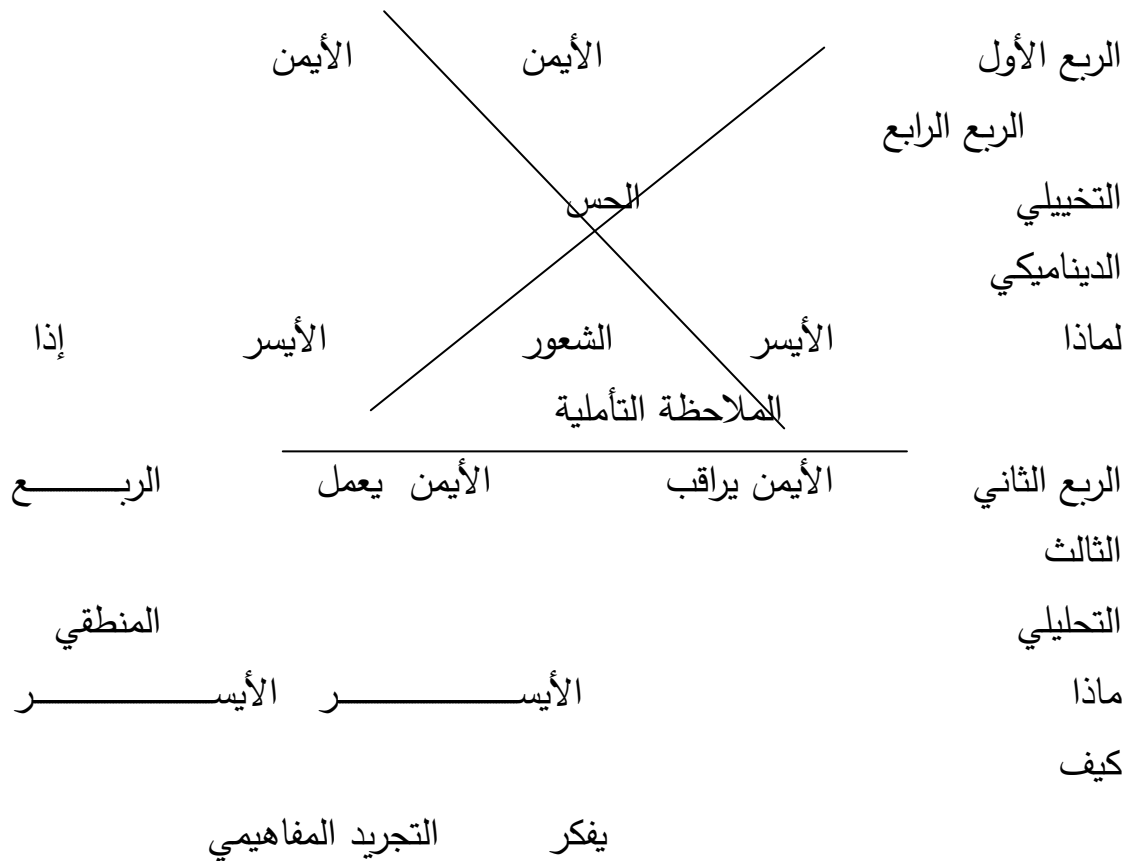 الربع الأول الأيمن الأيمن
الربع الرابع
التخييلي الحس
الديناميكي
لماذا الأيسر الشعور الأيسر إذا
الملاحظة التأملية
الربع الثاني الأيمن يراقب الأيمن يعمل الربـــــــع
الثالث
التحليلي المنطقي
ماذا الأيســـــــــــــر الأيســـــــــــــر
كيف
يفكر التجريد المفاهيمي